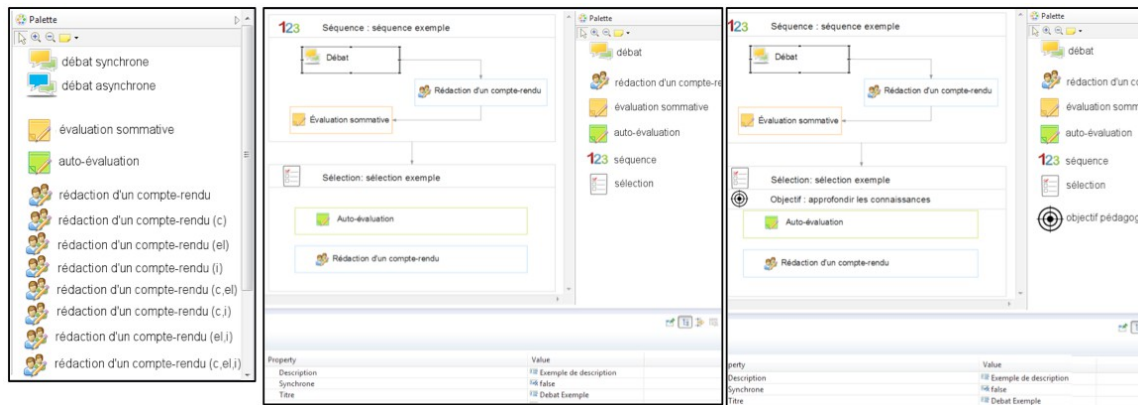 Palette
débat synchrone
débat asynchrone
évaluation sommative
auto-évaluation
rédaction d'un compte-rendu
rédaction d'un compte-rendu (c)
rédaction d'un compte-rendu (el)
rédaction d'un compte-rendu (i)
rédaction d'un compte-rendu (c,el)
rédaction d'un compte-rendu (c,i)
rédaction d'un compte-rendu (el,i)
rédaction d'un compte-rendu (c,el,i)
123 Séquence : séquence exemple
Débat
Rédaction d'un compte-rendu
Évaluation sommative
Sélection: sélection exemple
Auto-évaluation
Rédaction d'un compte-rendu
Palette
débat
rédaction d'un compte-re
évaluation sommative
auto-évaluation
123 séquence
sélection
Property Value
Description Exemple de description
Synchrone false
Titre Debat Exemple
123 Séquence : séquence exemple
Débat
Rédaction d'un compte-rendu
Évaluation sommative
Sélection: sélection exemple
Objectif : approfondir les connaissances
Auto-évaluation
Rédaction d'un compte-rendu
Palette
débat
rédaction d'un co
évaluation somm
auto-évaluation
123 séquence
sélection
objectif pédagog
perty Value
Description Exemple de description
Synchrone false
Titre Debat Exemple